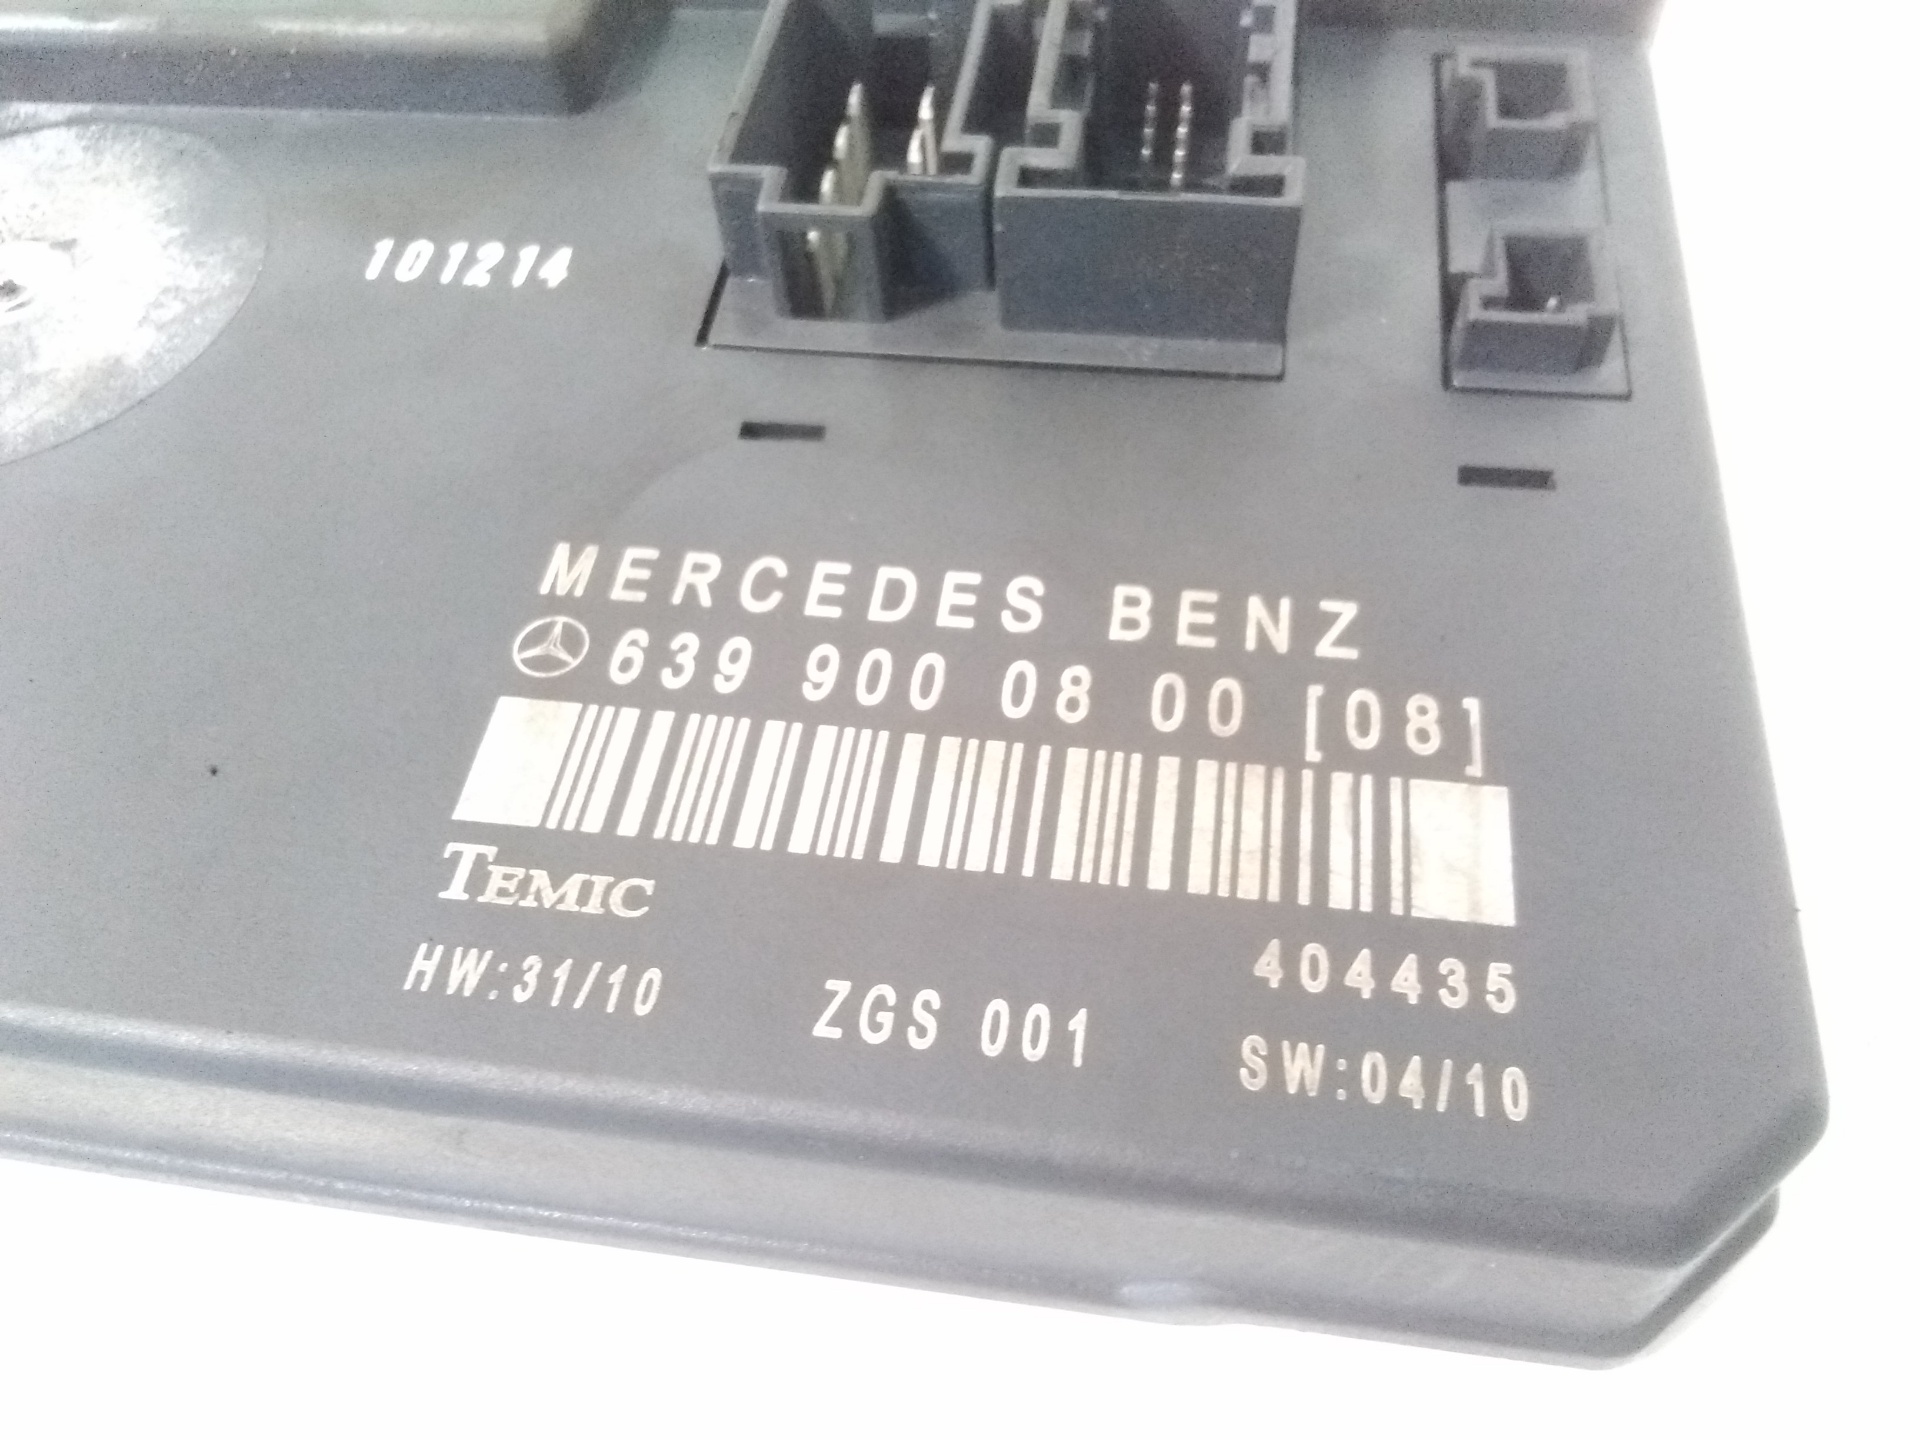 101214
MERCEDES BENZ
639 900 08 00 [08]
TEMIC
404435
HW:31/10
ZGS 001
SW:04/10